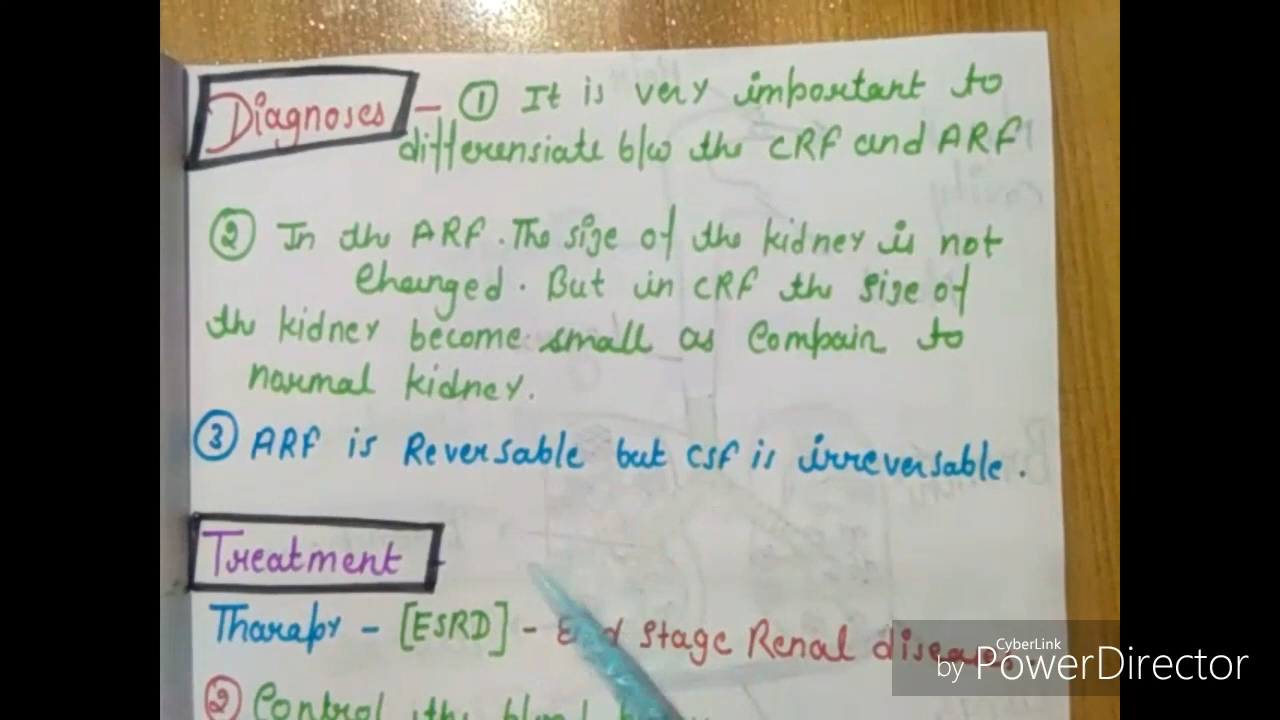 Diagnoses - ① It is very important to
differensiate b/w the CRF and ARF
② In the ARF. The size of the kidney is not
Changed. But in CRF the size of
the kidney become small as Compain to
normal kidney.
③ ARF is Reversable but CSF is irreversable.
Treatment -
Tharapy - [ESRD] - End Stage Renal disease
② Control the blood
CyberLink
by PowerDirector